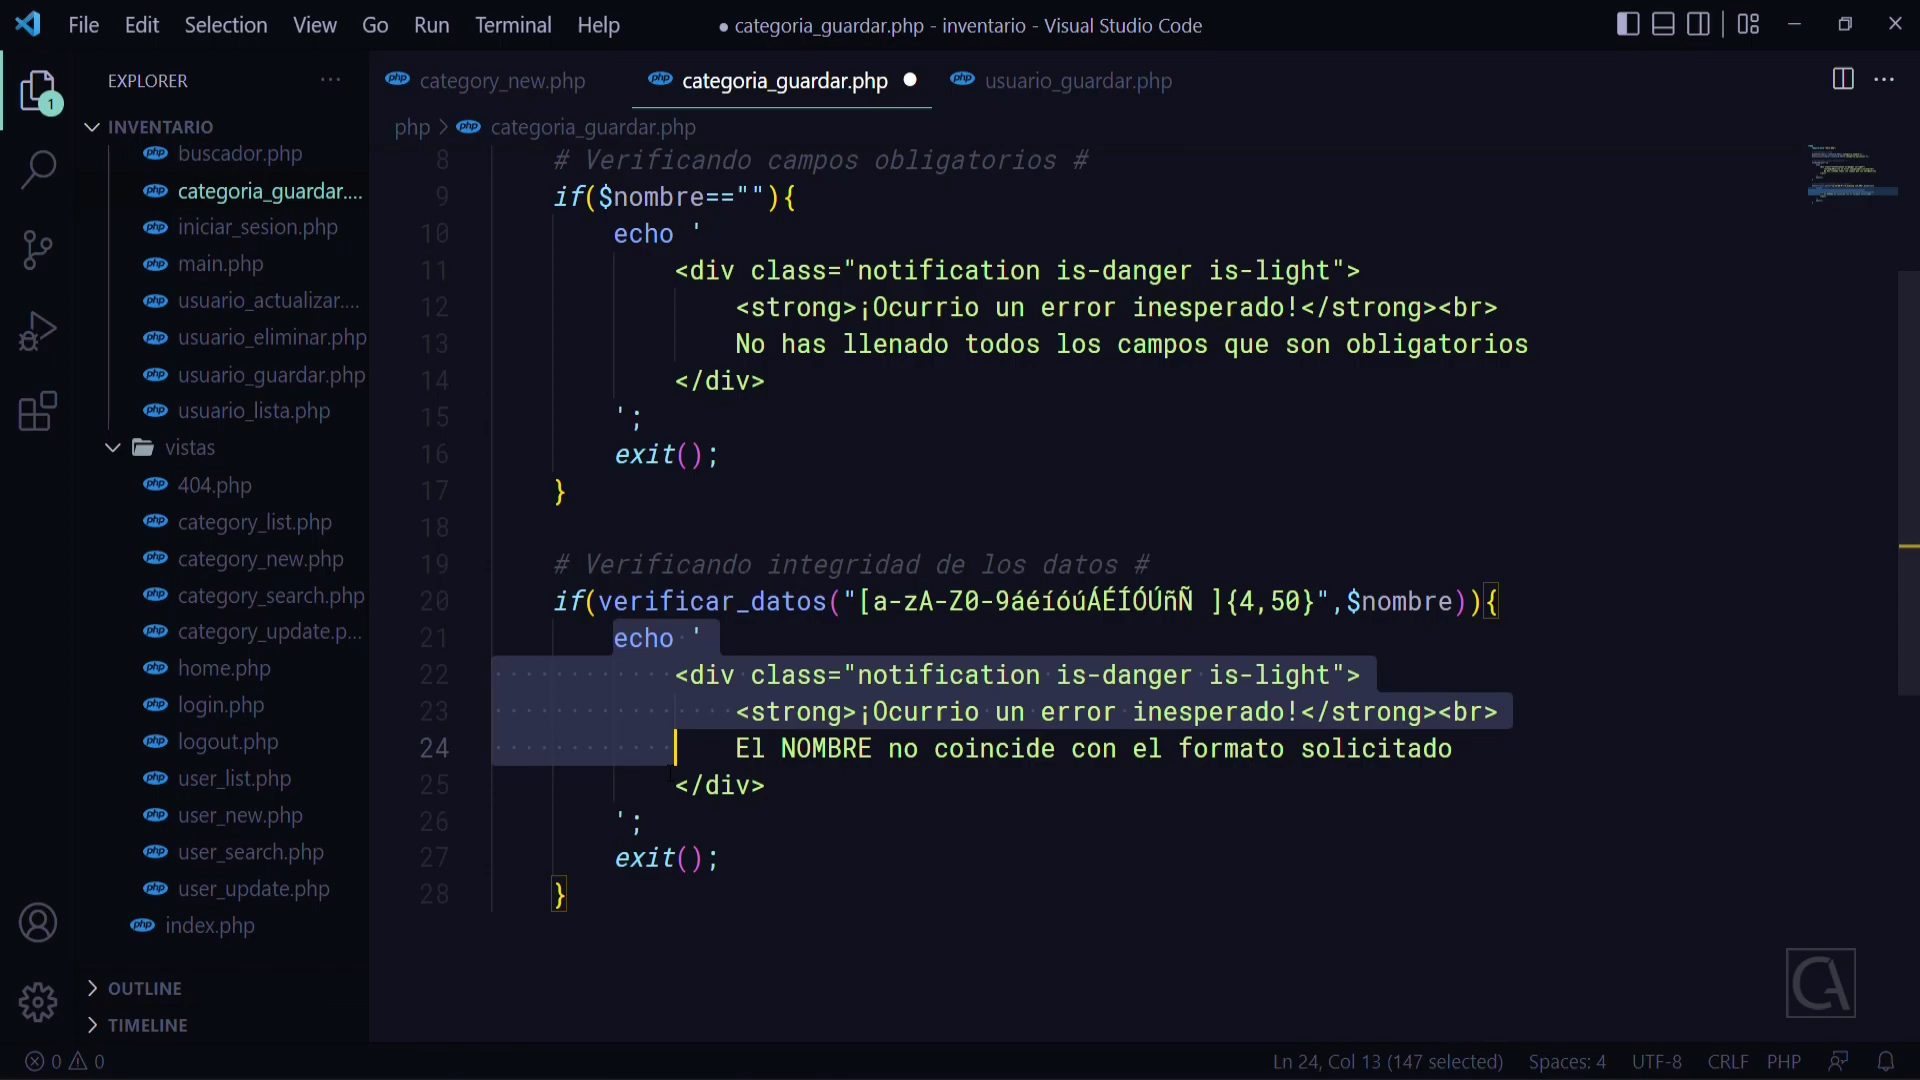 File Edit Selection View Go Run Terminal Help
● categoria_guardar.php - inventario - Visual Studio Code
EXPLORER
1
INVENTARIO
buscador.php
categoria_guardar....
iniciar_sesion.php
main.php
usuario_actualizar....
usuario_eliminar.php
usuario_guardar.php
usuario_lista.php
vistas
404.php
category_list.php
category_new.php
category_search.php
category_update.p...
home.php
login.php
logout.php
user_list.php
user_new.php
user_search.php
user_update.php
index.php
OUTLINE
TIMELINE
category_new.php categoria_guardar.php usuario_guardar.php
php > categoria_guardar.php
8 # Verificando campos obligatorios #
9 if($nombre==""){
10 echo '
11 <div class="notification is-danger is-light">
12 <strong>¡Ocurrio un error inesperado!</strong><br>
13 No has llenado todos los campos que son obligatorios
14 </div>
15 ';
16 exit();
17 }
18
19 # Verificando integridad de los datos #
20 if(verificar_datos("[a-zA-Z0-9áéíóúÁÉÍÓÚñÑ ]{4,50}",$nombre)){
21 echo '
22 <div class="notification is-danger is-light">
23 <strong>¡Ocurrio un error inesperado!</strong><br>
24 El NOMBRE no coincide con el formato solicitado
25 </div>
26 ';
27 exit();
28 }
CA
0 0
Ln 24, Col 13 (147 selected) Spaces: 4 UTF-8 CRLF PHP